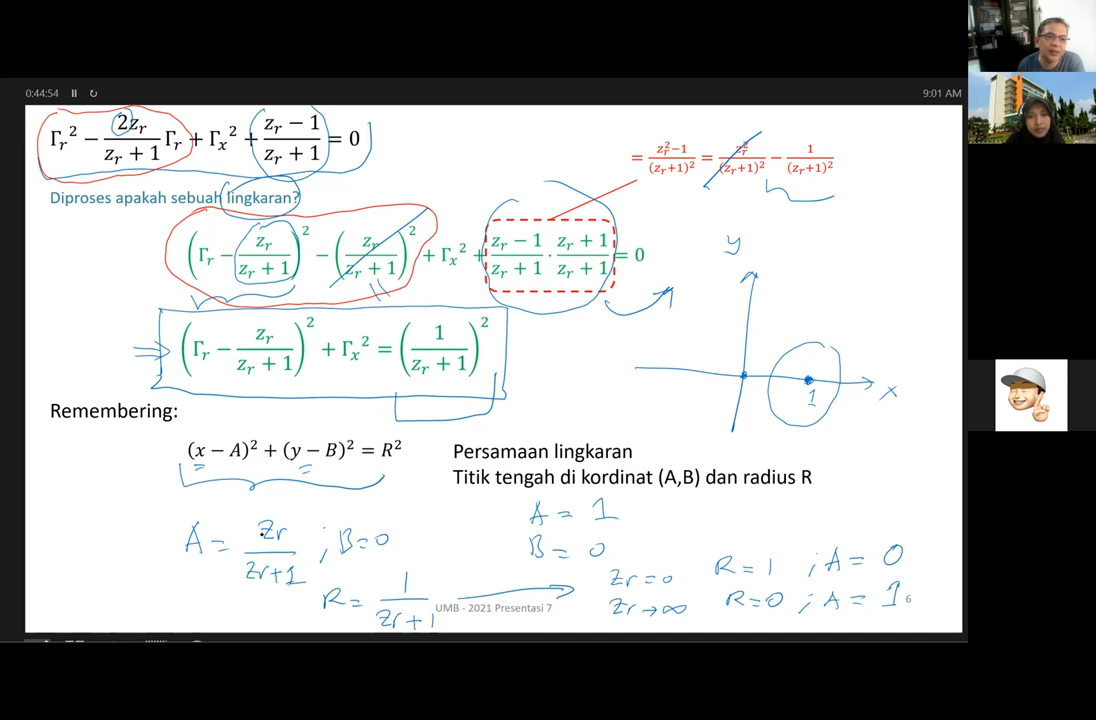 0:44:54
9:01 AM
Γr² − 2zr/(zr + 1) Γr + Γx² + (zr − 1)/(zr + 1) = 0
= (zr² − 1)/(zr + 1)² = zr²/(zr + 1)² − 1/(zr + 1)²
Diproses apakah sebuah lingkaran?
(Γr − zr/(zr + 1))² − (zr/(zr + 1))² + Γx² + (zr − 1)/(zr + 1) · (zr + 1)/(zr + 1) = 0
y
(Γr − zr/(zr + 1))² + Γx² = (1/(zr + 1))²
1
x
Remembering:
(x − A)² + (y − B)² = R²
Persamaan lingkaran
Titik tengah di kordinat (A,B) dan radius R
A = 1
B = 0
A = zr/(zr+1) ; B=0
R = 1/(zr+1)
zr=0 R=1 ; A=0
zr→∞ R=0 ; A=1
UMB - 2021 Presentasi 7
6